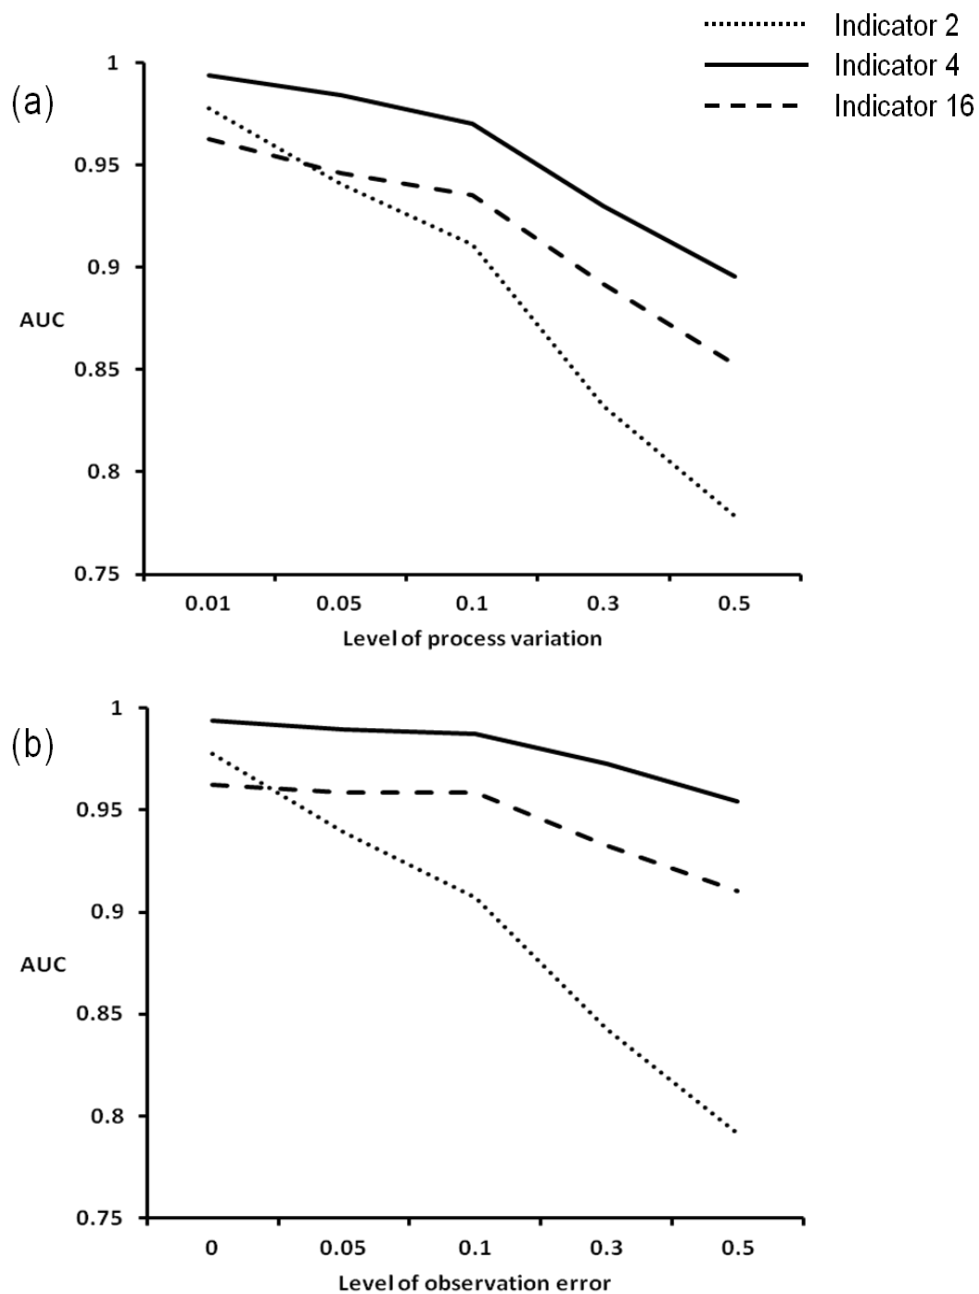 Indicator 2
Indicator 4
Indicator 16
(a)
1
0.95
0.9
AUC
0.85
0.8
0.75
0.01 0.05 0.1 0.3 0.5
Level of process variation
(b)
1
0.95
0.9
AUC
0.85
0.8
0.75
0 0.05 0.1 0.3 0.5
Level of observation error